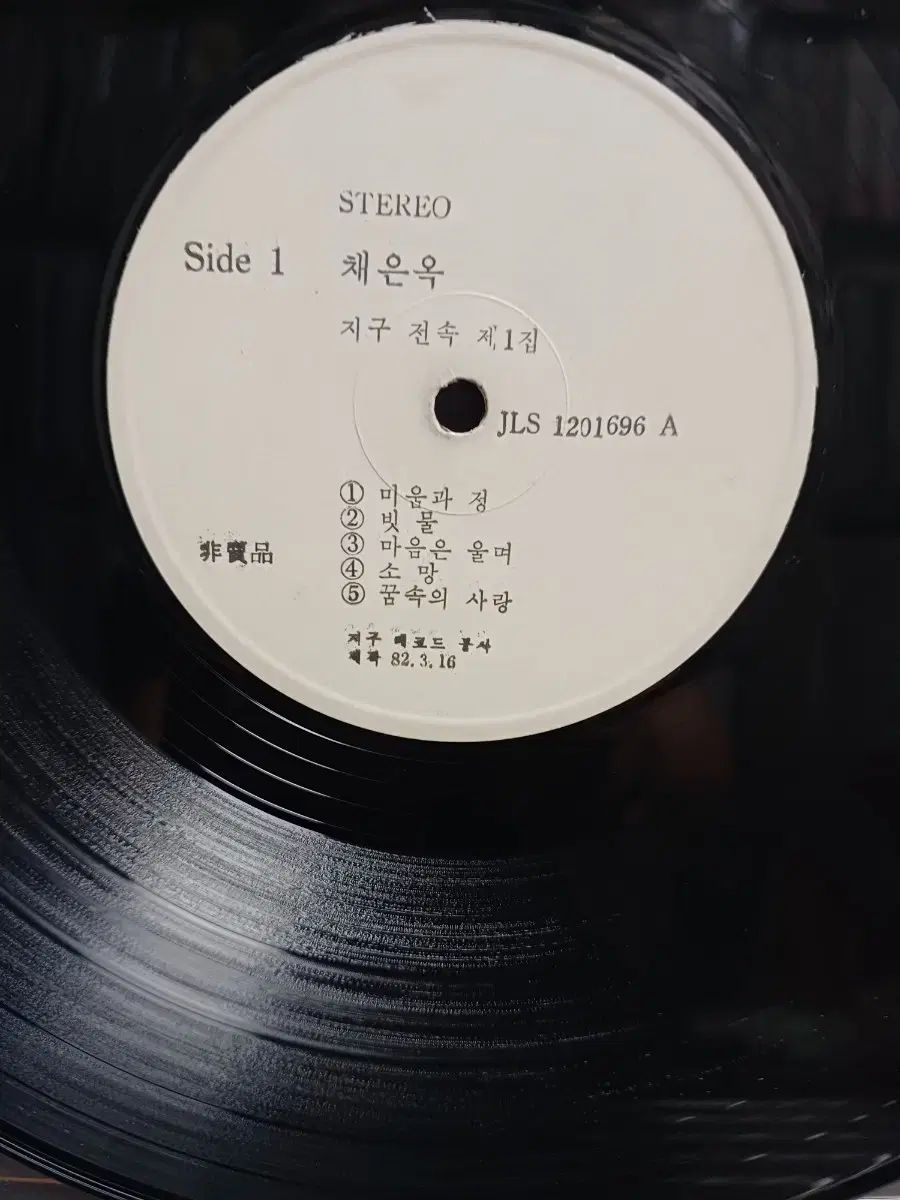 STEREO
Side 1
채은옥
지구 전속 제1집
JLS 1201696 A
① 미움과 정
② 빗 물
③ 마음은 울며
④ 소 망
⑤ 꿈속의 사랑
非賣品
지구 레코드 공사
제작 82.3.16